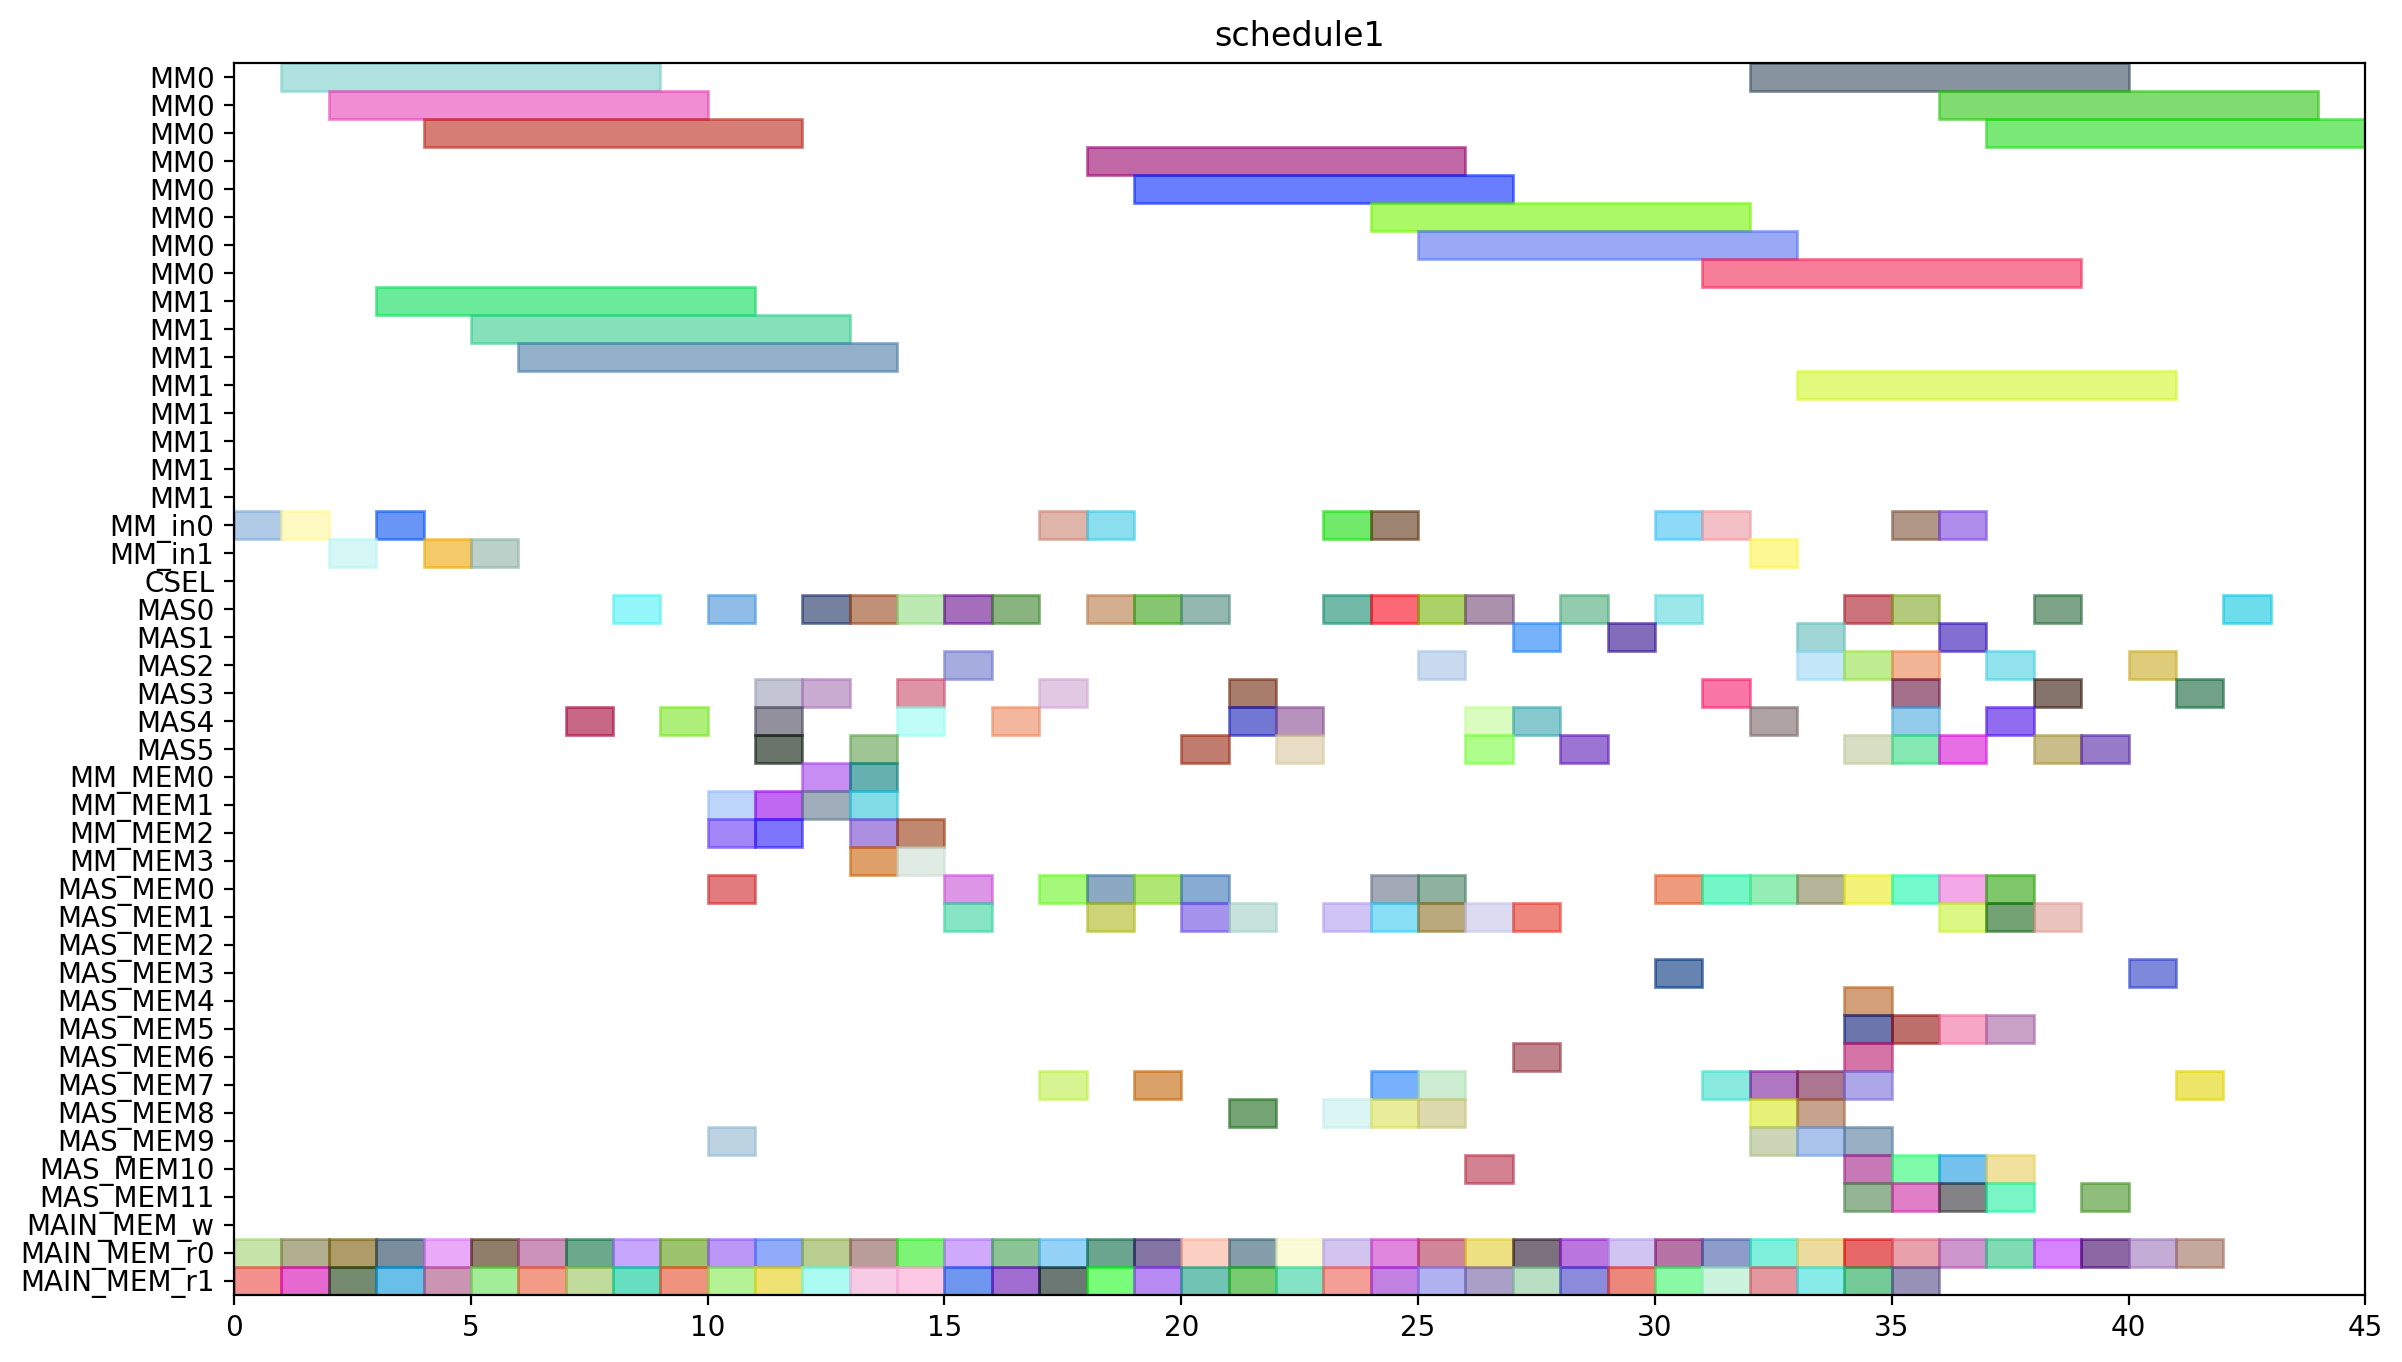 schedule1
MM0
MM0
MM0
MM0
MM0
MM0
MM0
MM0
MM1
MM1
MM1
MM1
MM1
MM1
MM1
MM1
MM_in0
MM_in1
CSEL
MAS0
MAS1
MAS2
MAS3
MAS4
MAS5
MM_MEM0
MM_MEM1
MM_MEM2
MM_MEM3
MAS_MEM0
MAS_MEM1
MAS_MEM2
MAS_MEM3
MAS_MEM4
MAS_MEM5
MAS_MEM6
MAS_MEM7
MAS_MEM8
MAS_MEM9
MAS_MEM10
MAS_MEM11
MAIN_MEM_w
MAIN_MEM_r0
MAIN_MEM_r1
0 5 10 15 20 25 30 35 40 45